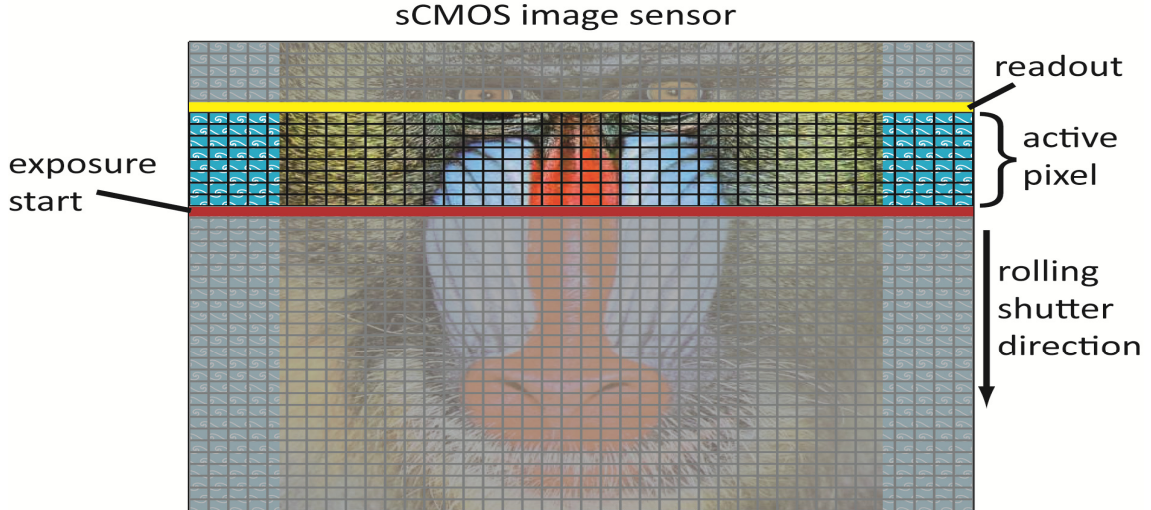 sCMOS image sensor
readout
active
pixel
exposure
start
rolling
shutter
direction